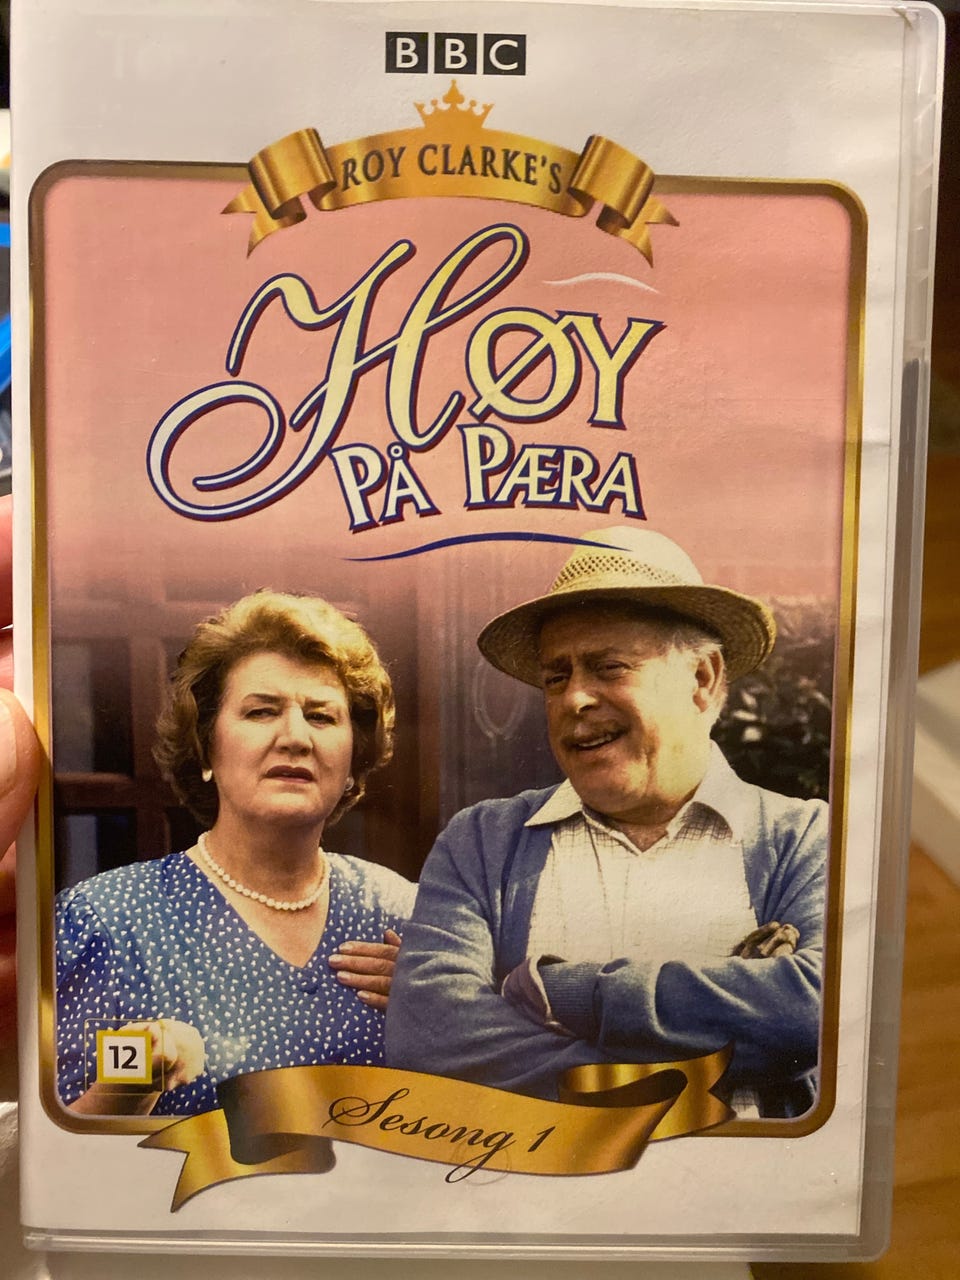 BBC
ROY CLARKE'S
HØY
PÅ PÆRA
12
Sesong 1